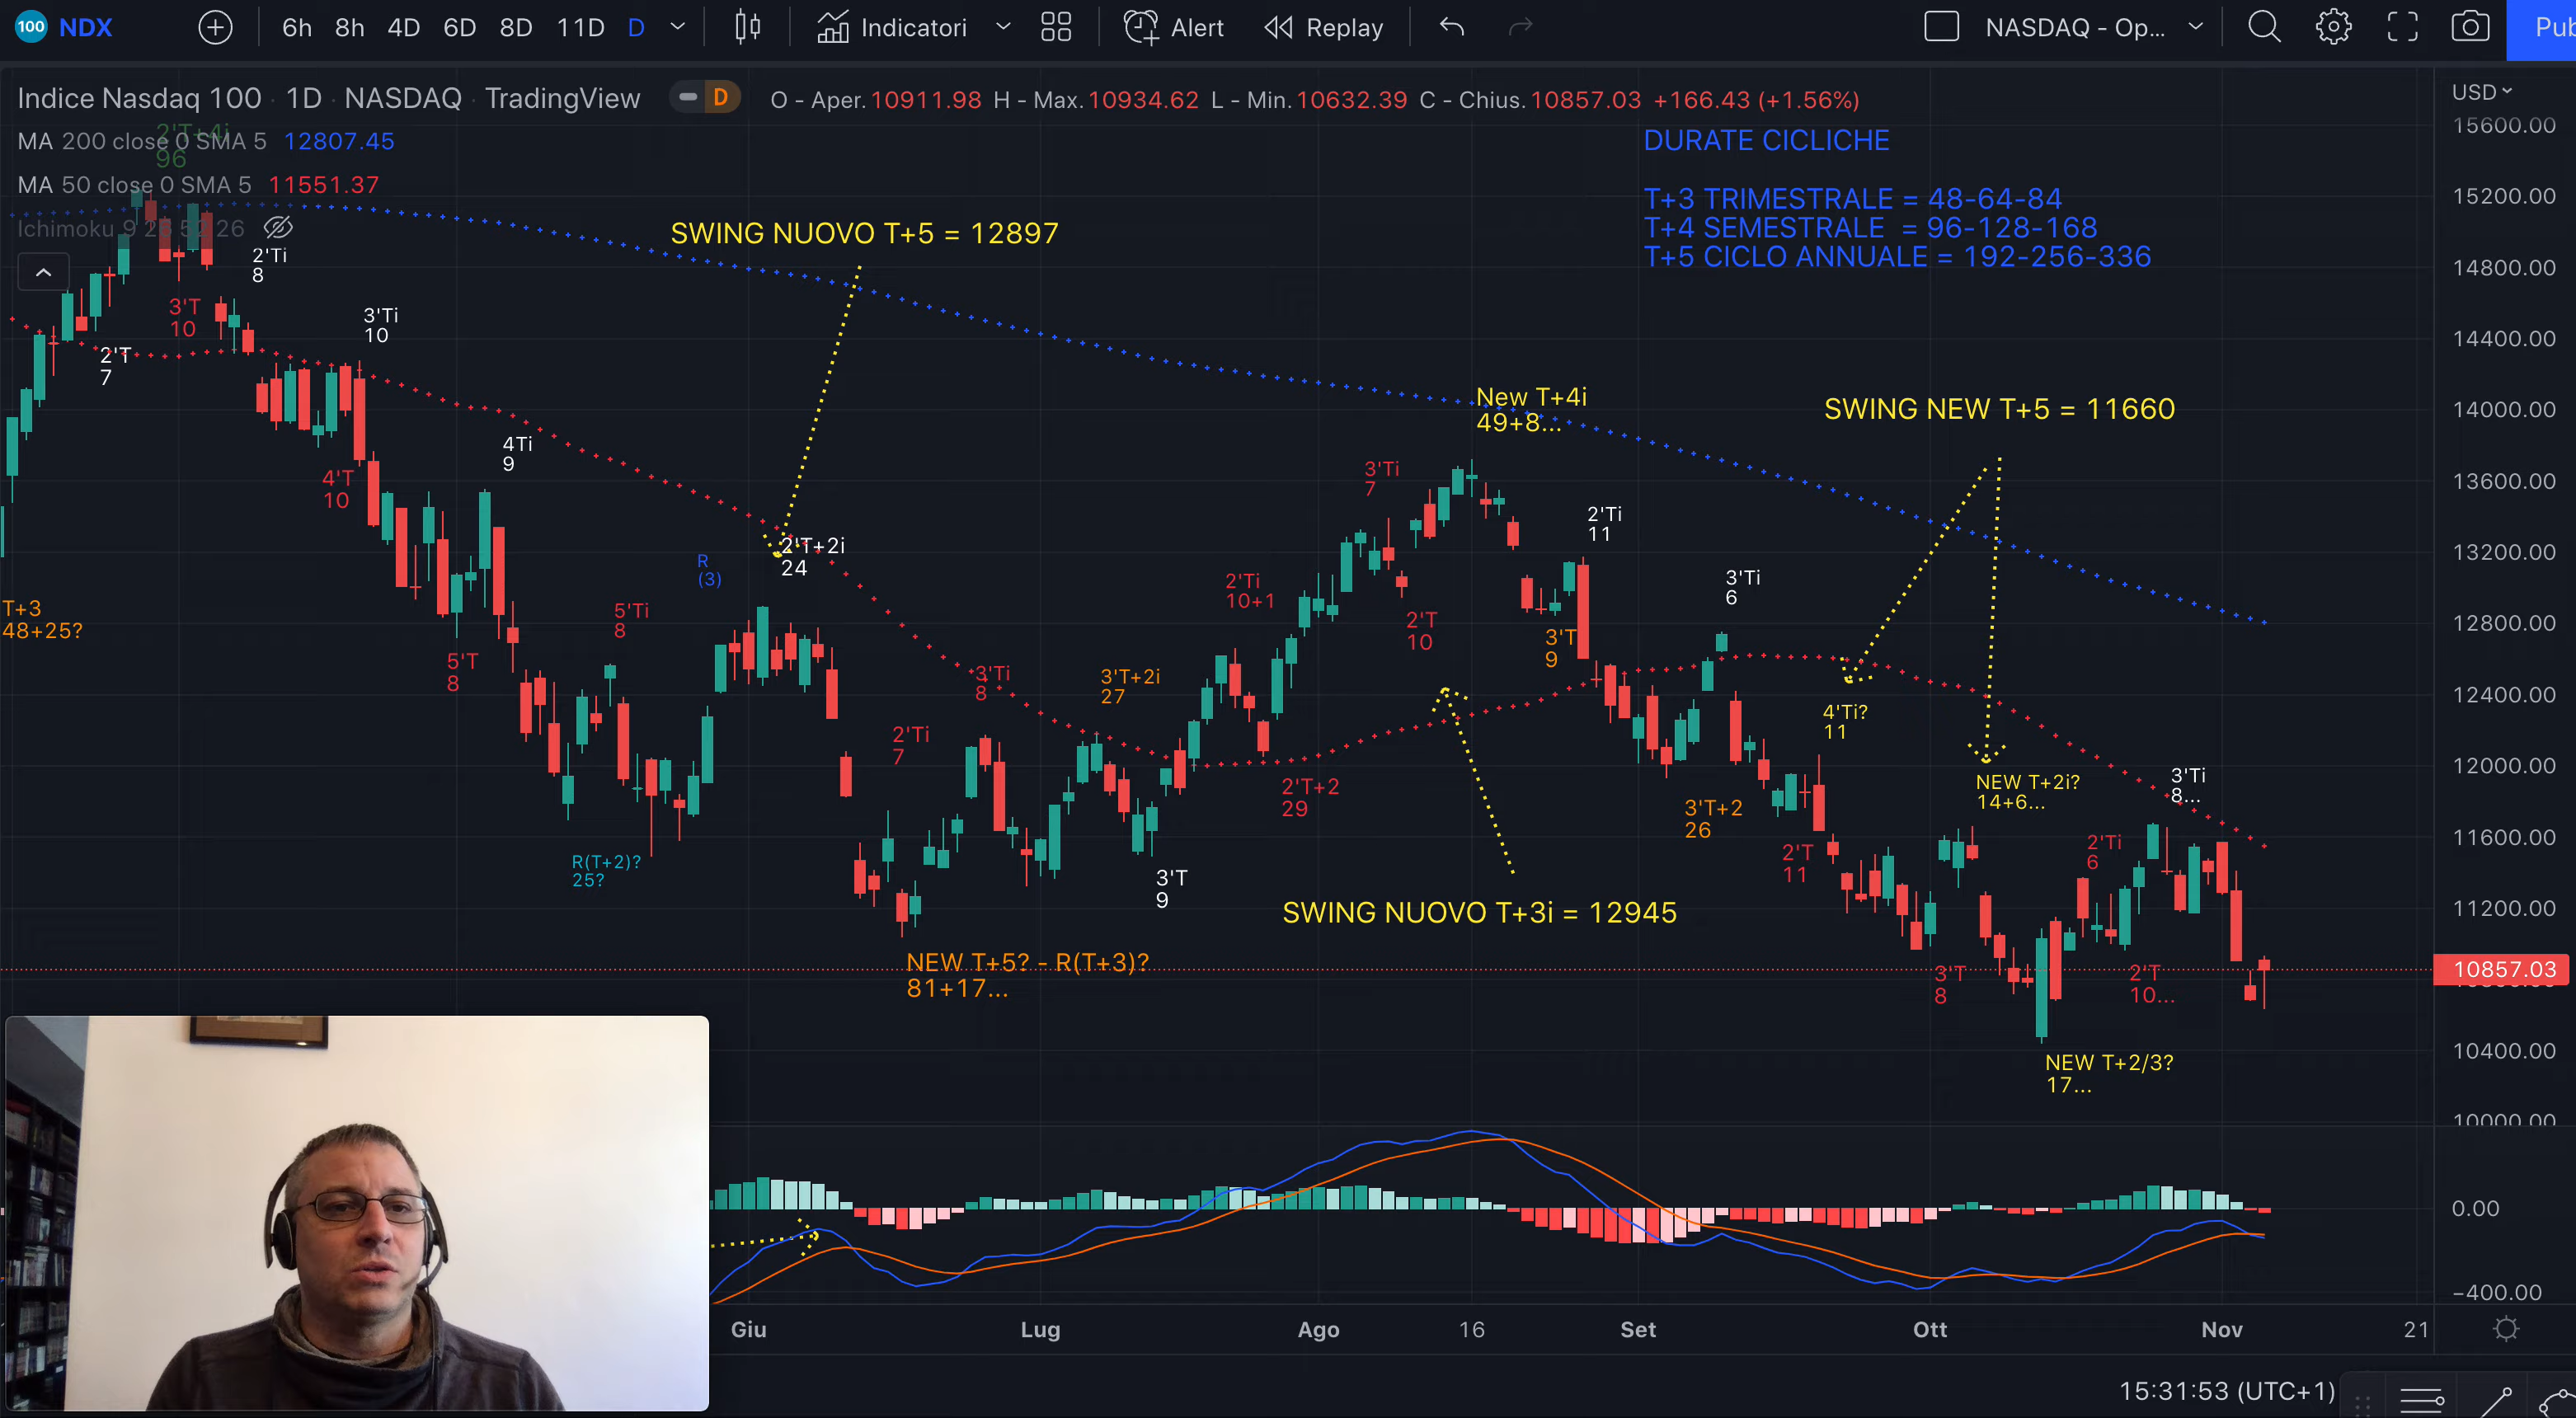 100 NDX 6h 8h 4D 6D 8D 11D D Indicatori Alert Replay NASDAQ - Op... Pub
Indice Nasdaq 100 · 1D · NASDAQ · TradingView D O - Aper. 10911.98 H - Max. 10934.62 L - Min. 10632.39 C - Chius. 10857.03 +166.43 (+1.56%)
USD
2'T+4i
96
MA 200 close 0 SMA 5 12807.45
MA 50 close 0 SMA 5 11551.37
Ichimoku 9 26 52 26
DURATE CICLICHE
T+3 TRIMESTRALE = 48-64-84
T+4 SEMESTRALE = 96-128-168
T+5 CICLO ANNUALE = 192-256-336
SWING NUOVO T+5 = 12897
2'Ti
8
3'T
10
3'Ti
10
2'T
7
4'T
10
4Ti
9
New T+4i
49+8...
SWING NEW T+5 = 11660
3'Ti
7
2'Ti
11
R
(3)
2'T+2i
24
T+3
48+25?
5'Ti
8
2'Ti
10+1
2'T
10
3'Ti
6
3'T
9
5'T
8
3'Ti
8
3'T+2i
27
2'Ti
7
4'Ti?
11
2'T+2
29
NEW T+2i?
14+6...
3'Ti
8...
3'T+2
26
R(T+2)?
25?
3'T
9
2'T
11
2'Ti
6
SWING NUOVO T+3i = 12945
NEW T+5? - R(T+3)?
81+17...
3'T
8
2'T
10...
NEW T+2/3?
17...
15600.00
15200.00
14800.00
14400.00
14000.00
13600.00
13200.00
12800.00
12400.00
12000.00
11600.00
11200.00
10857.03
10400.00
10000.00
0.00
−400.00
Giu Lug Ago 16 Set Ott Nov 21
15:31:53 (UTC+1)